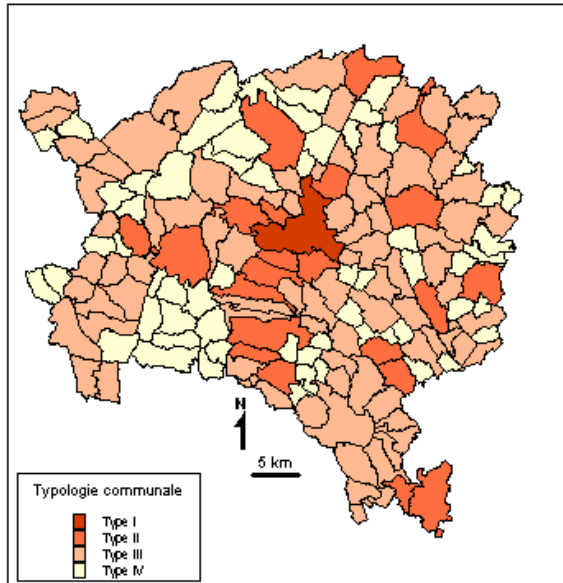 N
5 km
Typologie communale
Type I
Type II
Type III
Type IV